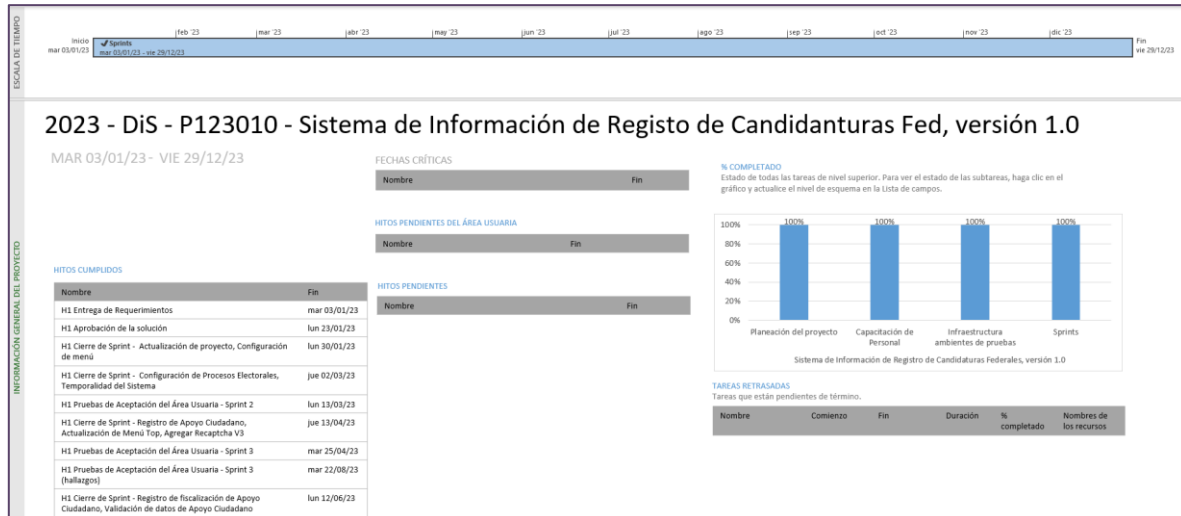 ESCALA DE TIEMPO
feb '23
mar '23
abr '23
may '23
jun '23
jul '23
ago '23
sep '23
oct '23
nov '23
dic '23
Inicio
mar 03/01/23
Sprints
mar 03/01/23 - vie 29/12/23
Fin
vie 29/12/23
INFORMACIÓN GENERAL DEL PROYECTO
2023 - DiS - P123010 - Sistema de Información de Registo de Candidanturas Fed, versión 1.0
MAR 03/01/23 - VIE 29/12/23
HITOS CUMPLIDOS
Nombre Fin
H1 Entrega de Requerimientos mar 03/01/23
H1 Aprobación de la solución lun 23/01/23
H1 Cierre de Sprint - Actualización de proyecto, Configuración lun 30/01/23
de menú
H1 Cierre de Sprint - Configuración de Procesos Electorales, jue 02/03/23
Temporalidad del Sistema
H1 Pruebas de Aceptación del Área Usuaria - Sprint 2 lun 13/03/23
H1 Cierre de Sprint - Registro de Apoyo Ciudadano, jue 13/04/23
Actualización de Menú Top, Agregar Recaptcha V3
H1 Pruebas de Aceptación del Área Usuaria - Sprint 3 mar 25/04/23
H1 Pruebas de Aceptación del Área Usuaria - Sprint 3 mar 22/08/23
(hallazgos)
H1 Cierre de Sprint - Registro de fiscalización de Apoyo lun 12/06/23
Ciudadano, Validación de datos de Apoyo Ciudadano
FECHAS CRÍTICAS
Nombre Fin
HITOS PENDIENTES DEL ÁREA USUARIA
Nombre Fin
HITOS PENDIENTES
Nombre Fin
% COMPLETADO
Estado de todas las tareas de nivel superior. Para ver el estado de las subtareas, haga clic en el
gráfico y actualice el nivel de esquema en la Lista de campos.
100%
80%
60%
40%
20%
0%
100% 100% 100% 100%
Planeación del proyecto
Capacitación de
Personal
Infraestructura
ambientes de pruebas
Sprints
Sistema de Información de Registro de Candidaturas Federales, versión 1.0
TAREAS RETRASADAS
Tareas que están pendientes de término.
Nombre Comienzo Fin Duración % Nombres de
completado los recursos